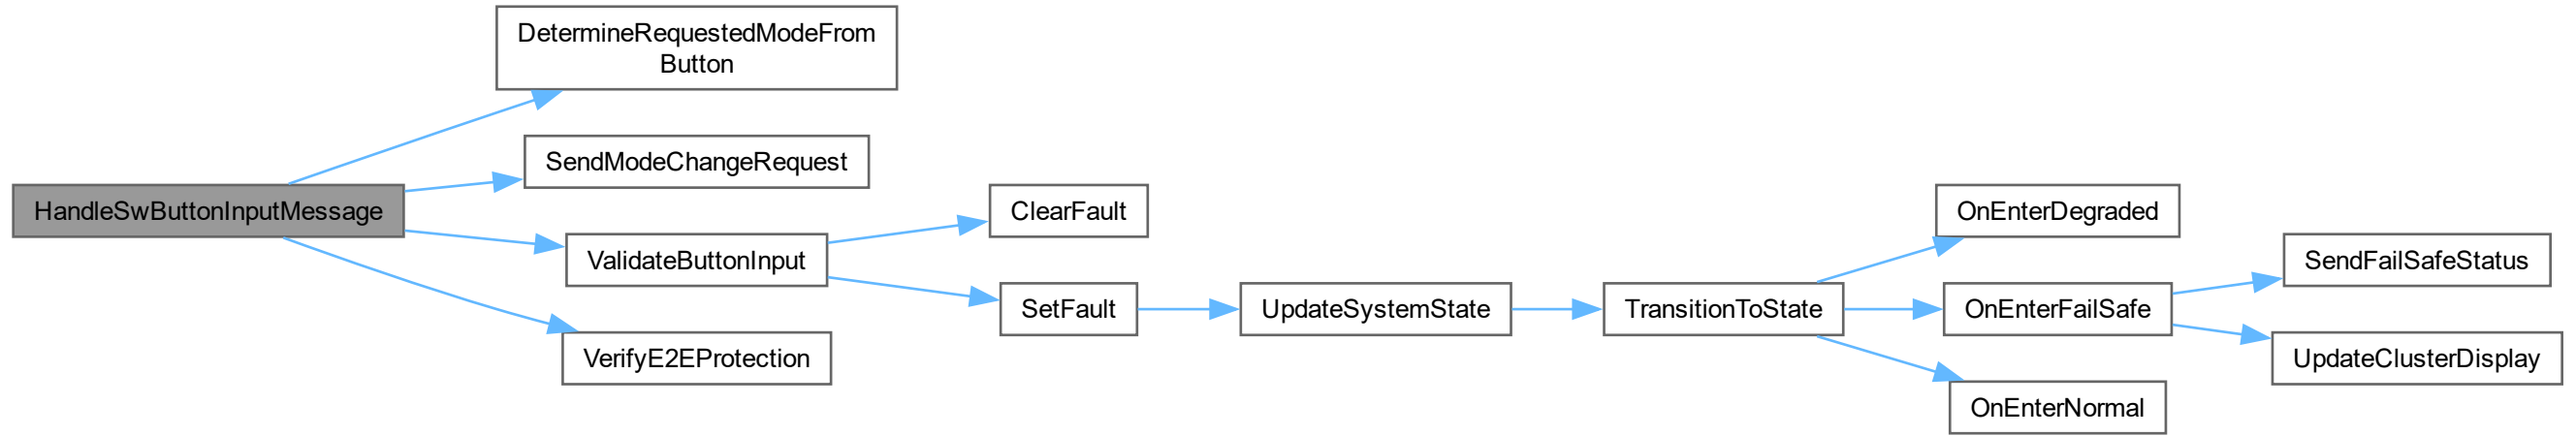 DetermineRequestedModeFrom
Button
SendModeChangeRequest
HandleSwButtonInputMessage
ValidateButtonInput
VerifyE2EProtection
ClearFault
SetFault
UpdateSystemState
TransitionToState
OnEnterDegraded
OnEnterFailSafe
OnEnterNormal
SendFailSafeStatus
UpdateClusterDisplay